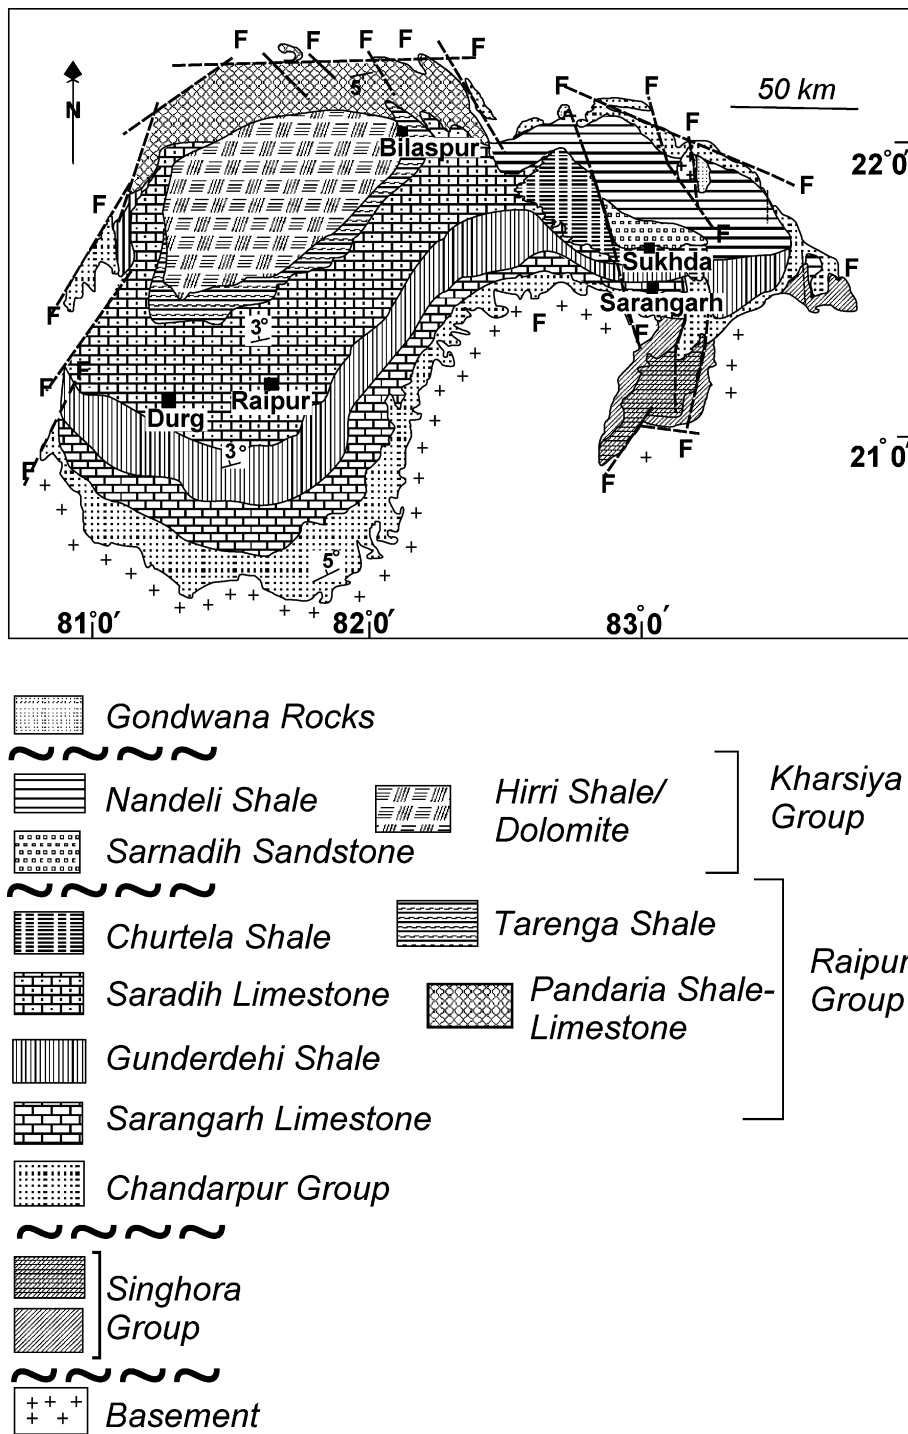 F F F F F
50 km
N
5
F F
Bilaspur
F
22°0′
F
F
F
Sukhda
F
Sarangarh
F
3°
F
F
F
F
Raipur
Durg
3°
F
21°0′
F
F
5°
81°0′ 82°0′ 83°0′
Gondwana Rocks
Nandeli Shale
Hirri Shale/
Dolomite
Kharsiya
Group
Sarnadih Sandstone
Churtela Shale
Tarenga Shale
Raipur
Group
Saradih Limestone
Pandaria Shale-
Limestone
Gunderdehi Shale
Sarangarh Limestone
Chandarpur Group
Singhora
Group
Basement